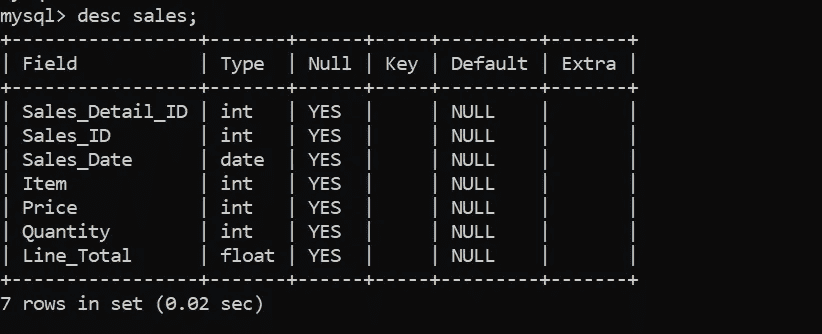 mysql> desc sales;
+-----------------+-------+------+-----+---------+-------+
| Field           | Type  | Null | Key | Default | Extra |
+-----------------+-------+------+-----+---------+-------+
| Sales_Detail_ID | int   | YES  |     | NULL    |       |
| Sales_ID        | int   | YES  |     | NULL    |       |
| Sales_Date      | date  | YES  |     | NULL    |       |
| Item            | int   | YES  |     | NULL    |       |
| Price           | int   | YES  |     | NULL    |       |
| Quantity        | int   | YES  |     | NULL    |       |
| Line_Total      | float | YES  |     | NULL    |       |
+-----------------+-------+------+-----+---------+-------+
7 rows in set (0.02 sec)